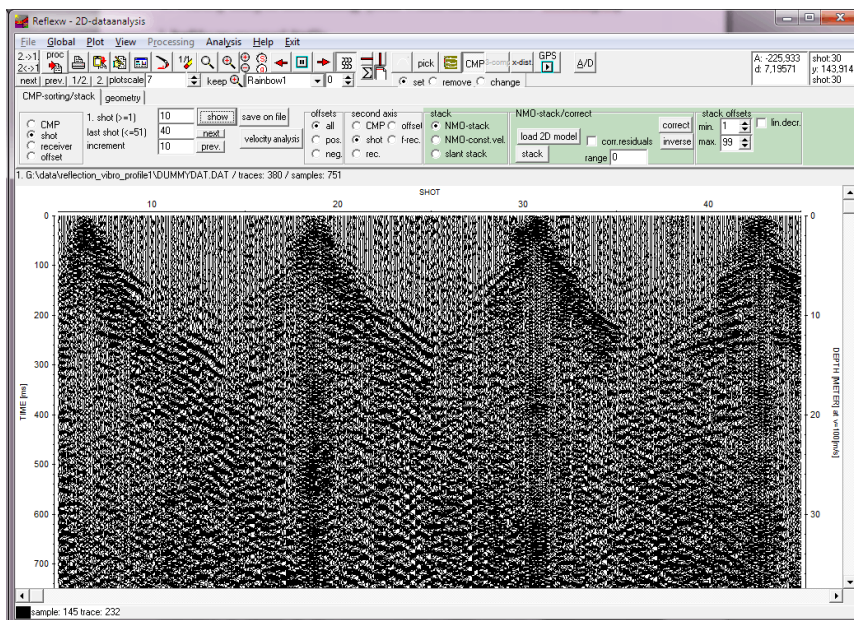 Reflexw - 2D-dataanalysis
File Global Plot View Processing Analysis Help Exit
2.->1. proc 1/2 pick CMP x-dist. GPS A/D
2<->1
next prev. 1/2 2. plotscale 7 keep Rainbow1 0 set remove change
A: -225,933 shot:30
d: 7,19571 y: 143,914
shot:30
CMP-sorting/stack geometry
CMP
shot
receiver
offset
1. shot (>=1) 10 show save on file
last shot (<=51) 40 next velocity analysis
increment 10 prev.
offsets
all
pos.
neg.
second axis
CMP offset
shot f-rec.
rec.
stack
NMO-stack
NMO-const.vel.
slant stack
NMO-stack/correct
load 2D model corr.residuals correct
stack range 0 inverse
stack offsets
min. 1 lin.decr.
max. 99
1. G:\data\reflection_vibro_profile1\DUMMYDAT.DAT / traces: 380 / samples: 751
SHOT
10 20 30 40
TIME [ms]
0
100
200
300
400
500
600
700
DEPTH [METER] at v=100[m/s]
0
10
20
30
sample: 145 trace: 232